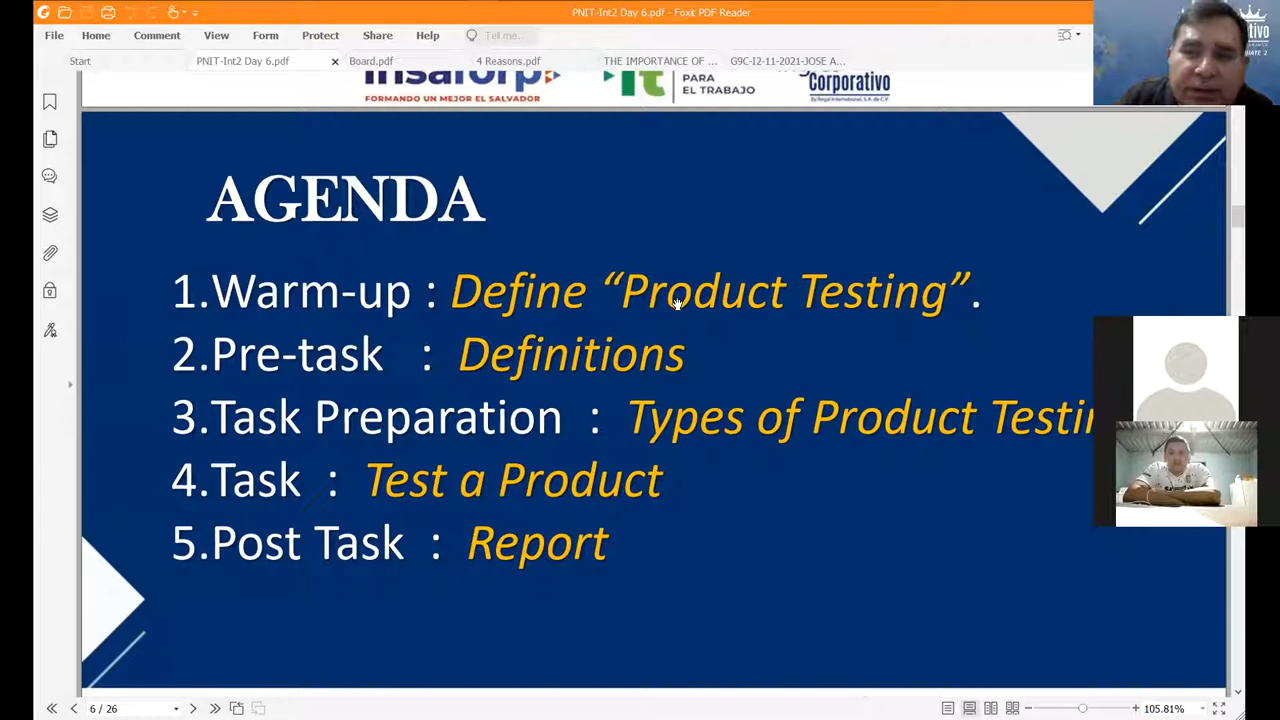 PNIT-Int2 Day 6.pdf - Foxit PDF Reader
File Home Comment View Form Protect Share Help Tell me...
Start PNIT-Int2 Day 6.pdf Board.pdf 4 Reasons.pdf THE IMPORTANCE OF ... G9C-I2-11-2021-JOSE A...
FORMANDO UN MEJOR EL SALVADOR
PARA
EL TRABAJO
Corporativo
AGENDA
1.Warm-up : Define “Product Testing”.
2.Pre-task : Definitions
3.Task Preparation : Types of Product Testin
4.Task : Test a Product
5.Post Task : Report
6 / 26
105.81%